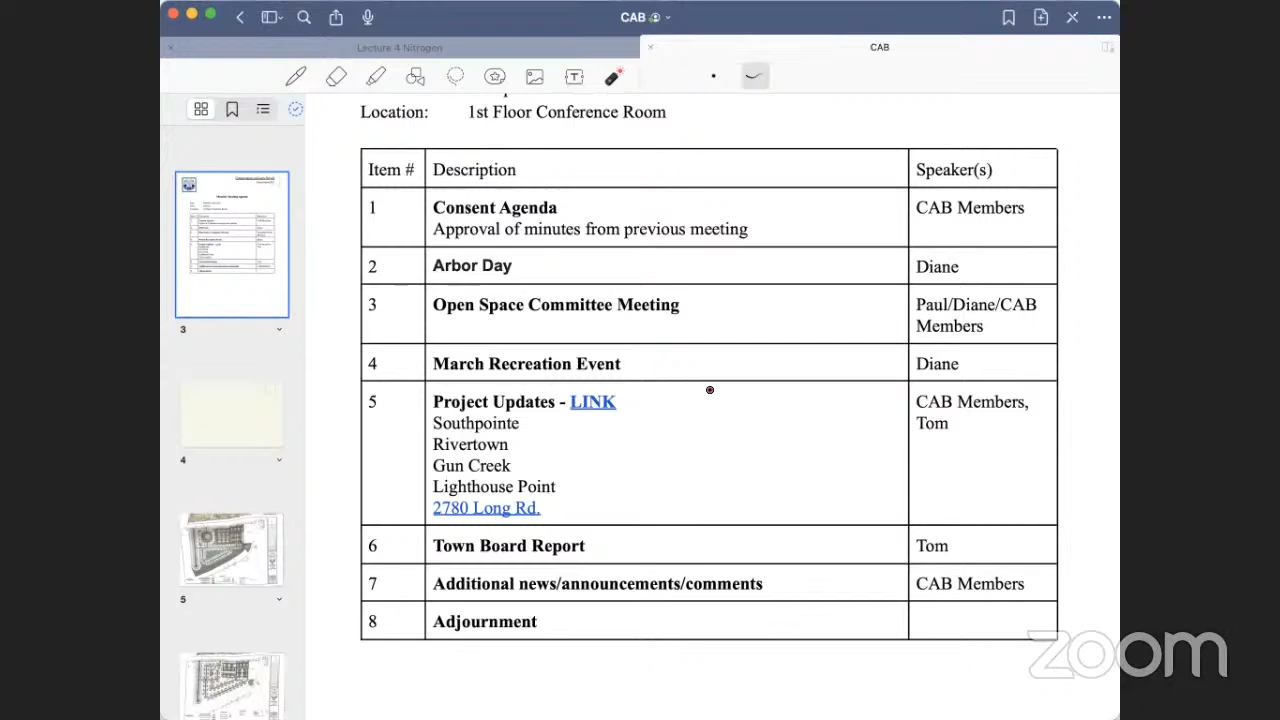 CAB
Lecture 4 Nitrogen
CAB
Location: 1st Floor Conference Room
Item # Description Speaker(s)
1 Consent Agenda CAB Members
Approval of minutes from previous meeting
2 Arbor Day Diane
3 Open Space Committee Meeting Paul/Diane/CAB
Members
4 March Recreation Event Diane
5 Project Updates - LINK CAB Members,
Southpointe Tom
Rivertown
Gun Creek
Lighthouse Point
2780 Long Rd.
6 Town Board Report Tom
7 Additional news/announcements/comments CAB Members
8 Adjournment
3
4
5
zoom